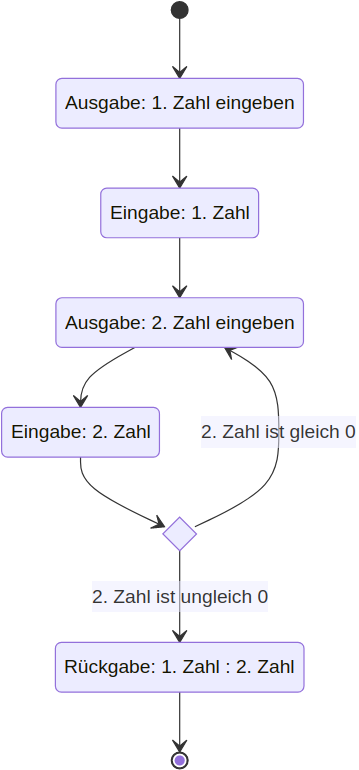 Ausgabe: 1. Zahl eingeben
Eingabe: 1. Zahl
Ausgabe: 2. Zahl eingeben
Eingabe: 2. Zahl
2. Zahl ist gleich 0
2. Zahl ist ungleich 0
Rückgabe: 1. Zahl : 2. Zahl